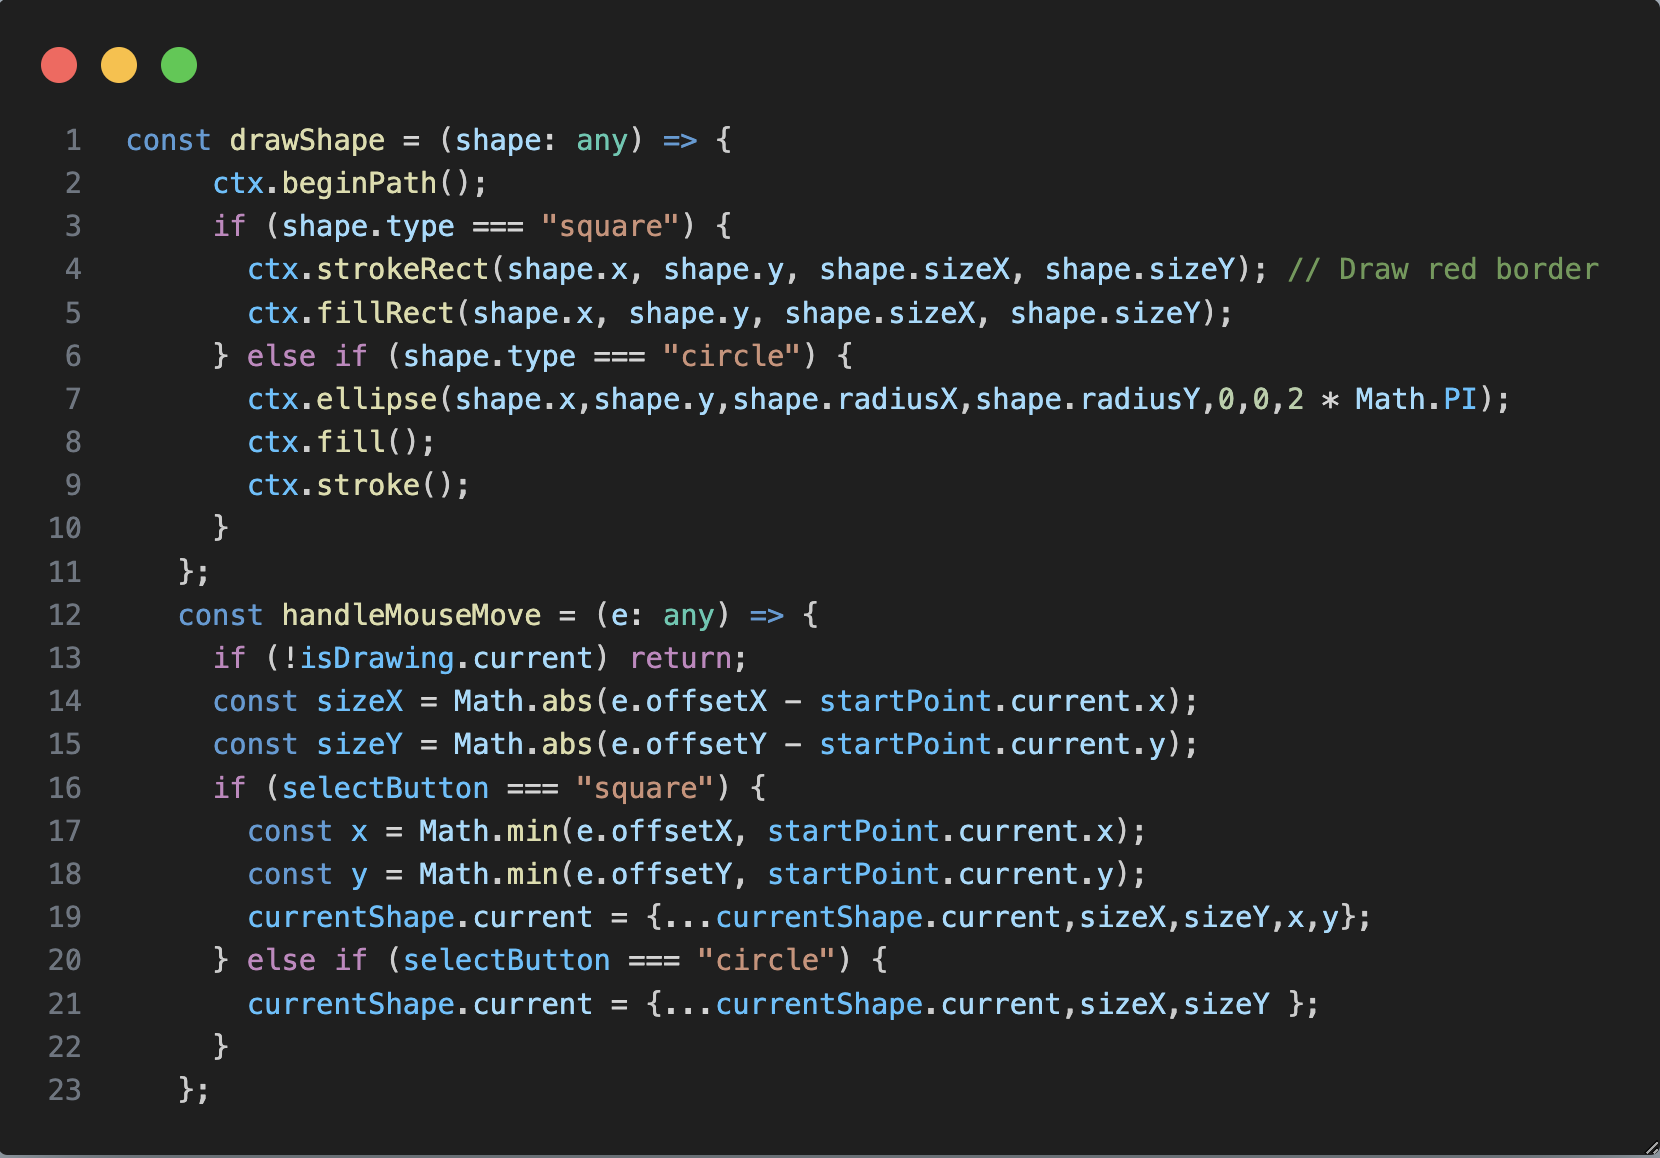 1 const drawShape = (shape: any) => {
2 ctx.beginPath();
3 if (shape.type === "square") {
4 ctx.strokeRect(shape.x, shape.y, shape.sizeX, shape.sizeY); // Draw red border
5 ctx.fillRect(shape.x, shape.y, shape.sizeX, shape.sizeY);
6 } else if (shape.type === "circle") {
7 ctx.ellipse(shape.x,shape.y,shape.radiusX,shape.radiusY,0,0,2 * Math.PI);
8 ctx.fill();
9 ctx.stroke();
10 }
11 };
12 const handleMouseMove = (e: any) => {
13 if (!isDrawing.current) return;
14 const sizeX = Math.abs(e.offsetX - startPoint.current.x);
15 const sizeY = Math.abs(e.offsetY - startPoint.current.y);
16 if (selectButton === "square") {
17 const x = Math.min(e.offsetX, startPoint.current.x);
18 const y = Math.min(e.offsetY, startPoint.current.y);
19 currentShape.current = {...currentShape.current,sizeX,sizeY,x,y};
20 } else if (selectButton === "circle") {
21 currentShape.current = {...currentShape.current,sizeX,sizeY };
22 }
23 };